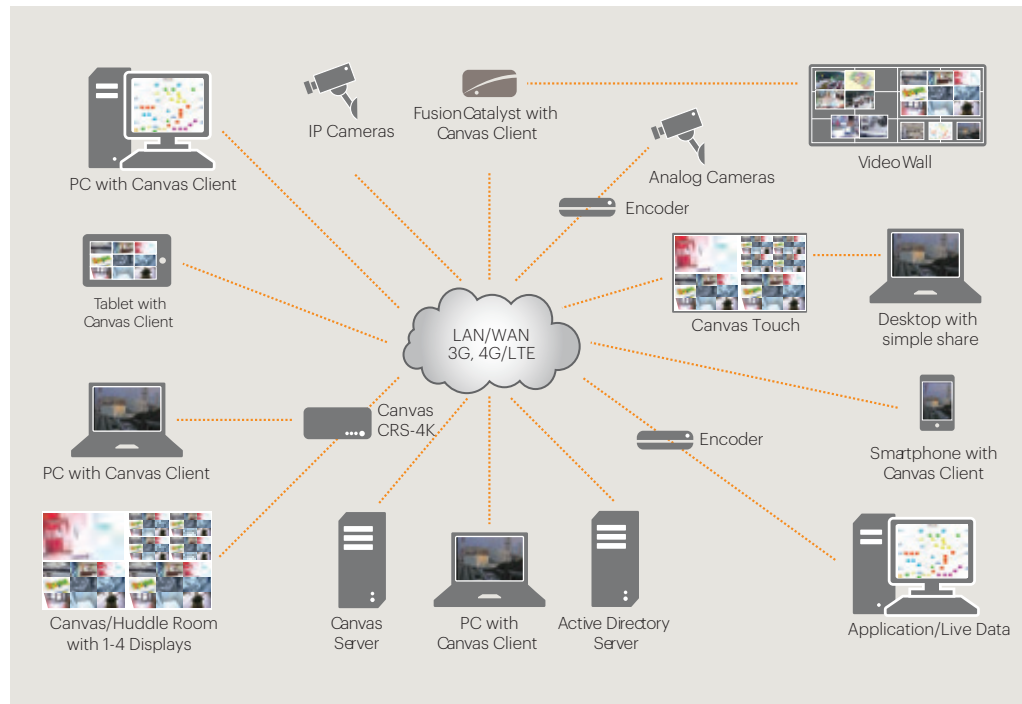 PC with Canvas Client
IP Cameras
FusionCatalyst with
Canvas Client
Analog Cameras
Video Wall
Encoder
Tablet with
Canvas Client
LAN/WAN
3G, 4G/LTE
Canvas Touch
Desktop with
simple share
PC with Canvas Client
Canvas
CRS-4K
Encoder
Smartphone with
Canvas Client
Canvas/Huddle Room
with 1-4 Displays
Canvas
Server
PC with
Canvas Client
Active Directory
Server
Application/Live Data